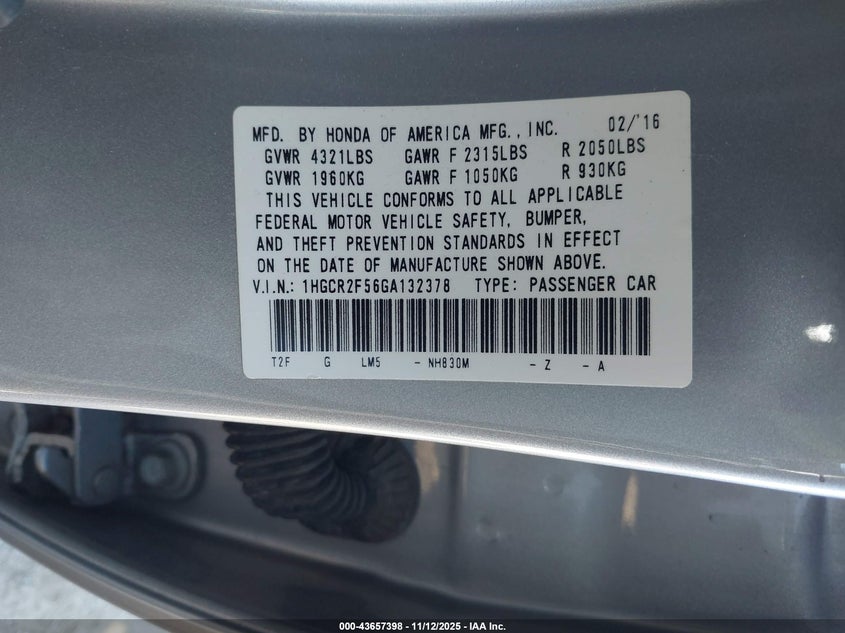 MFD. BY HONDA OF AMERICA MFG., INC. 02/'16
GVWR 4321LBS GAWR F 2315LBS R 2050LBS
GVWR 1960KG GAWR F 1050KG R 930KG
THIS VEHICLE CONFORMS TO ALL APPLICABLE
FEDERAL MOTOR VEHICLE SAFETY, BUMPER,
AND THEFT PREVENTION STANDARDS IN EFFECT
ON THE DATE OF MANUFACTURE SHOWN ABOVE.
V.I.N.: 1HGCR2F56GA132378 TYPE: PASSENGER CAR
T2F G LM5 - NH830M - Z - A
000-43657398 - 11/12/2025 - IAA Inc.